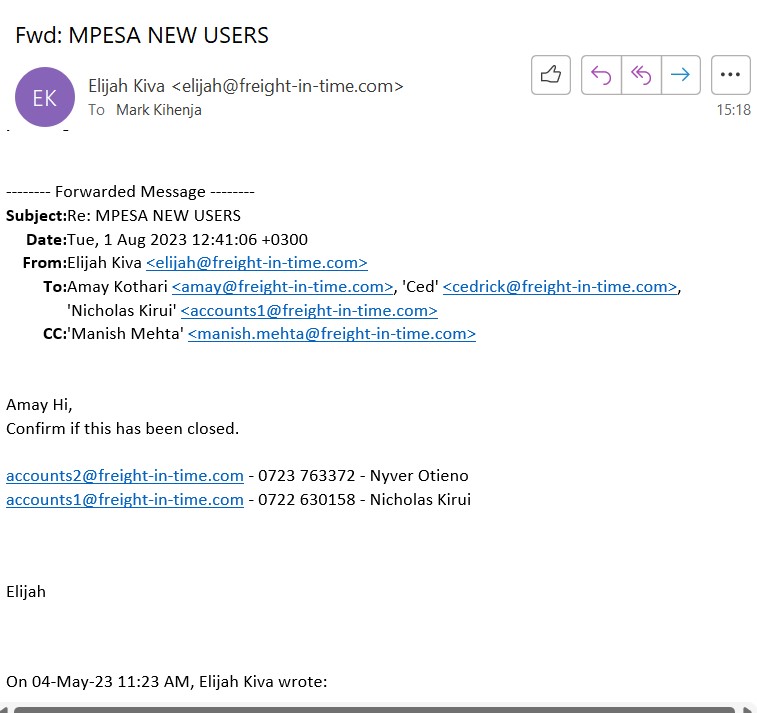 Fwd: MPESA NEW USERS
EK
Elijah Kiva <elijah@freight-in-time.com>
To Mark Kihenja
15:18
-------- Forwarded Message --------
Subject:Re: MPESA NEW USERS
Date:Tue, 1 Aug 2023 12:41:06 +0300
From:Elijah Kiva <elijah@freight-in-time.com>
To:Amay Kothari <amay@freight-in-time.com>, 'Ced' <cedrick@freight-in-time.com>,
'Nicholas Kirui' <accounts1@freight-in-time.com>
CC:'Manish Mehta' <manish.mehta@freight-in-time.com>
Amay Hi,
Confirm if this has been closed.
accounts2@freight-in-time.com - 0723 763372 - Nyver Otieno
accounts1@freight-in-time.com - 0722 630158 - Nicholas Kirui
Elijah
On 04-May-23 11:23 AM, Elijah Kiva wrote: